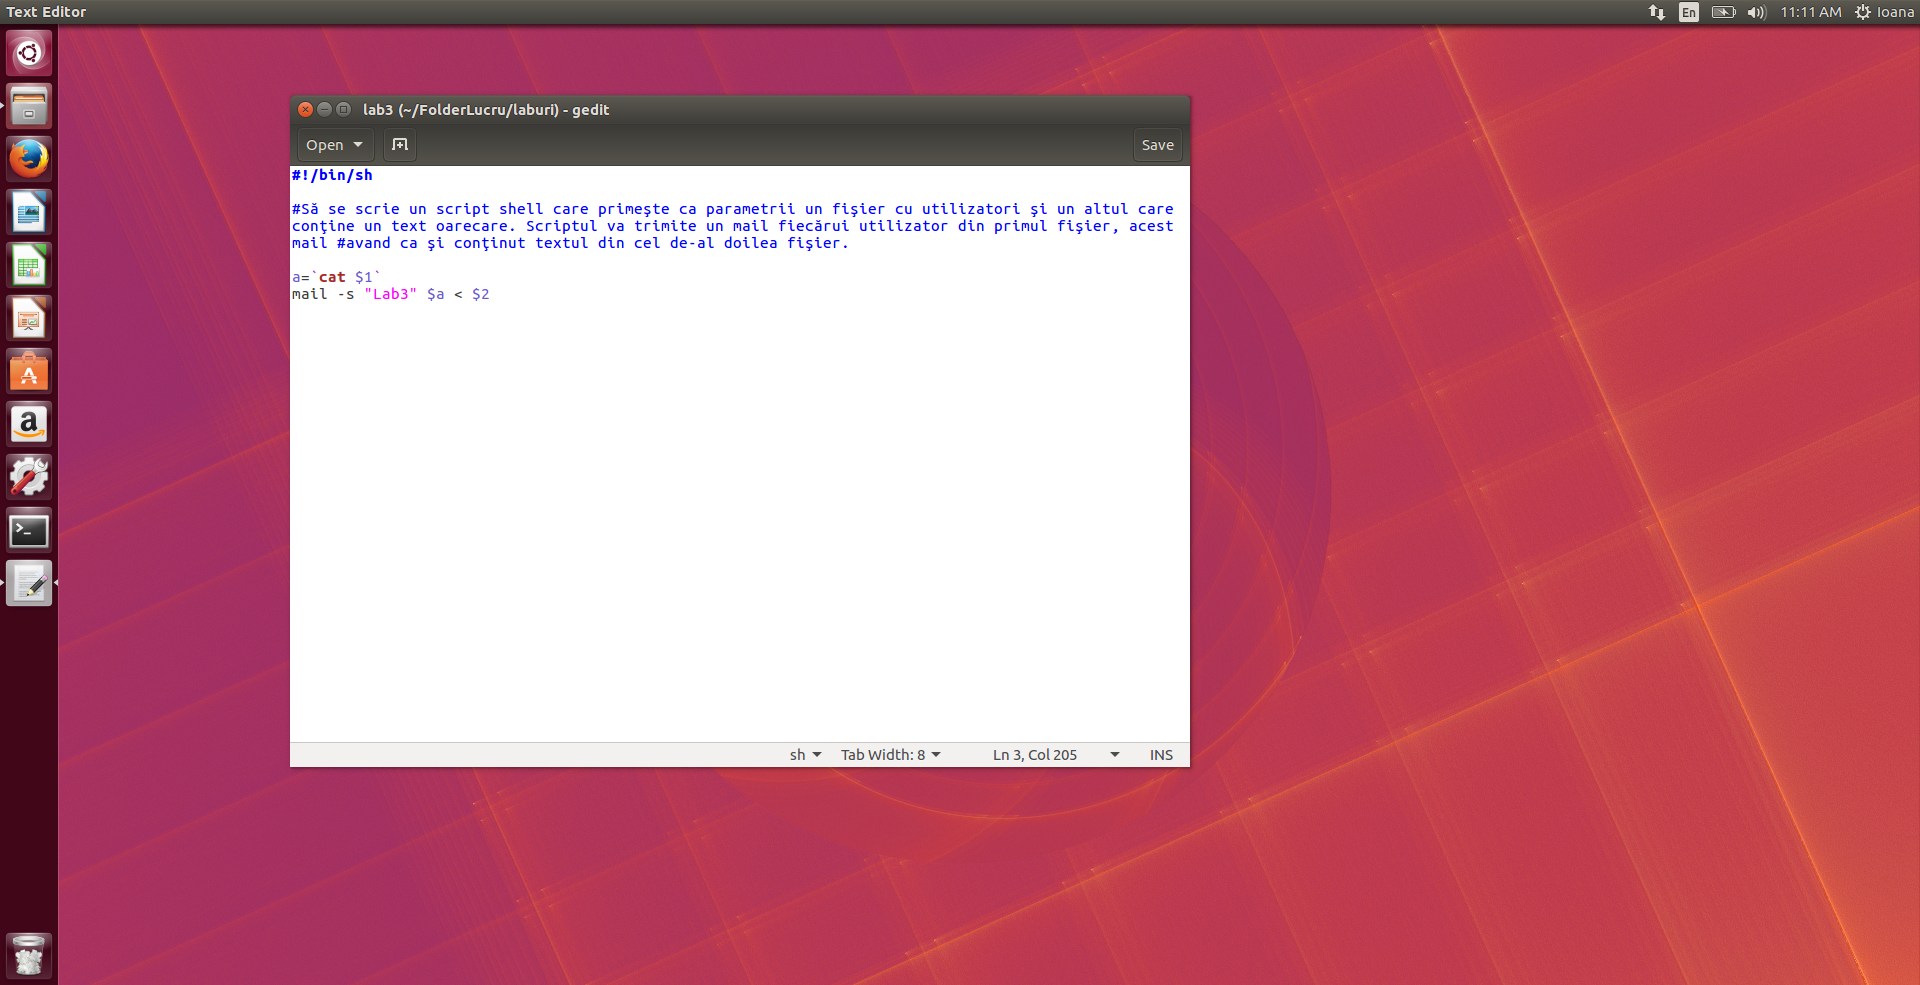 Text Editor
En
11:11 AM
Ioana
lab3 (~/FolderLucru/laburi) - gedit
Open
Save
#!/bin/sh
#Să se scrie un script shell care primeşte ca parametrii un fişier cu utilizatori şi un altul care
conţine un text oarecare. Scriptul va trimite un mail fiecărui utilizator din primul fişier, acest
mail #avand ca şi conţinut textul din cel de-al doilea fişier.
a=`cat $1`
mail -s "Lab3" $a < $2
sh
Tab Width: 8
Ln 3, Col 205
INS